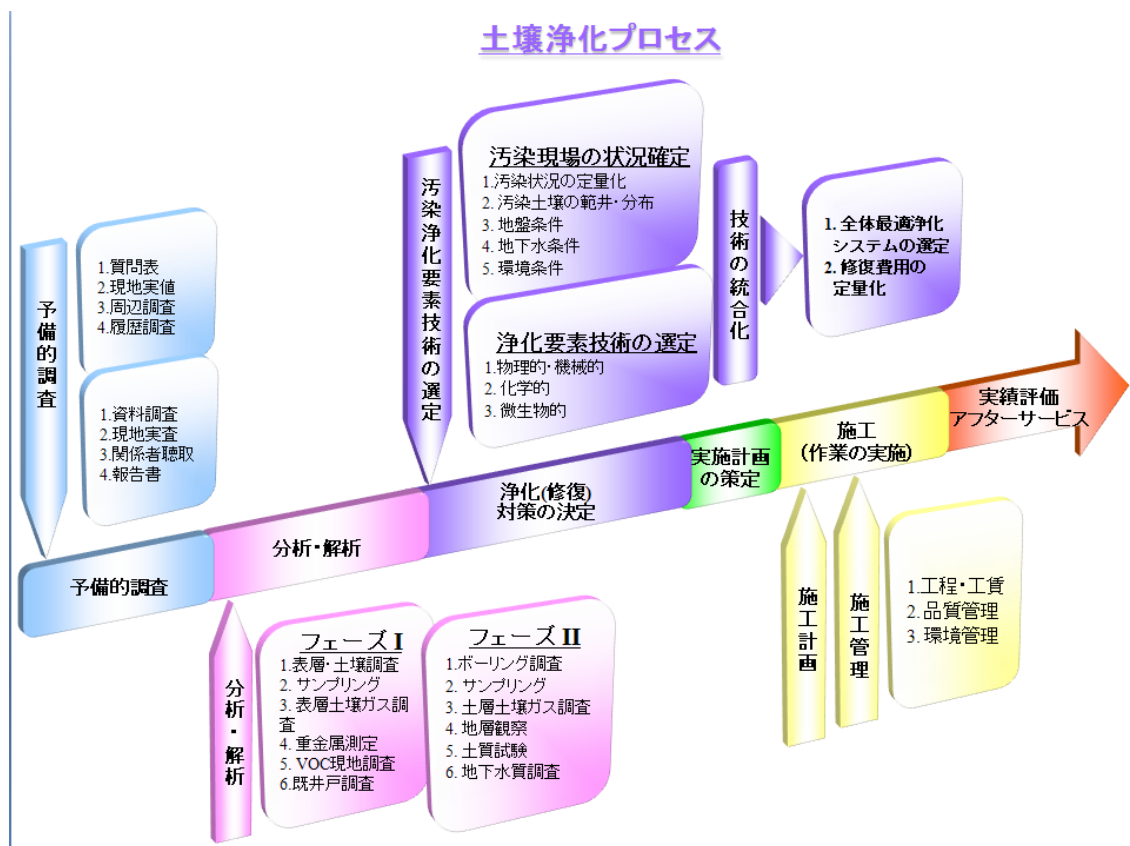 土壌浄化プロセス
予備的調査
1.質問表
2.現地実値
3.周辺調査
4.履歴調査
1.資料調査
2.現地実査
3.関係者聴取
4.報告書
汚染浄化要素技術の選定
汚染現場の状況確定
1.汚染状況の定量化
2. 汚染土壌の範井・分布
3. 地盤条件
4. 地下水条件
5. 環境条件
浄化要素技術の選定
1.物理的・機械的
2. 化学的
3. 微生物的
技術の統合化
1. 全体最適浄化
システムの選定
2. 修復費用の
定量化
予備的調査
分析・解析
浄化(修復)
対策の決定
実施計画
の策定
施工
(作業の実施)
実績評価
アフターサービス
分析・解析
フェーズ I
1.表層・土壌調査
2. サンプリング
3. 表層土壌ガス調
査
4. 重金属測定
5. VOC現地調査
6.既井戸調査
フェーズ II
1.ボーリング調査
2. サンプリング
3. 土層土壌ガス調査
4. 地層観察
5. 土質試験
6. 地下水質調査
施工計画
施工管理
1.工程・工賃
2. 品質管理
3. 環境管理